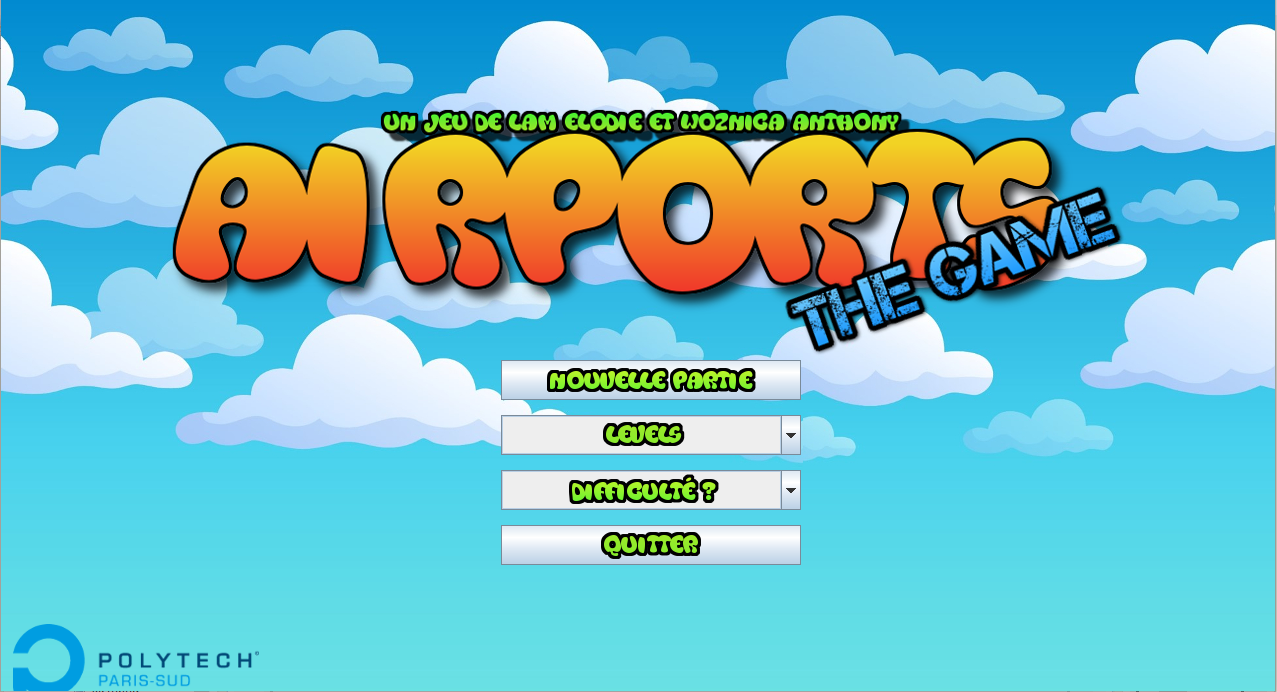 UN JEU DE LAM ELODIE ET WOZNICA ANTHONY
AIRPORTS
THE GAME
NOUVELLE PARTIE
LEVELS
DIFFICULTÉ ?
QUITTER
POLYTECH
PARIS-SUD